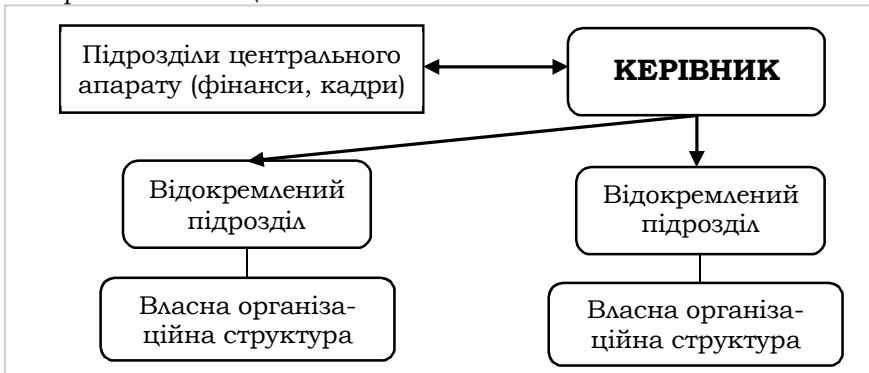 Підрозділи центрального
апарату (фінанси, кадри)
КЕРІВНИК
Відокремлений
підрозділ
Відокремлений
підрозділ
Власна організа-
ційна структура
Власна організа-
ційна структура